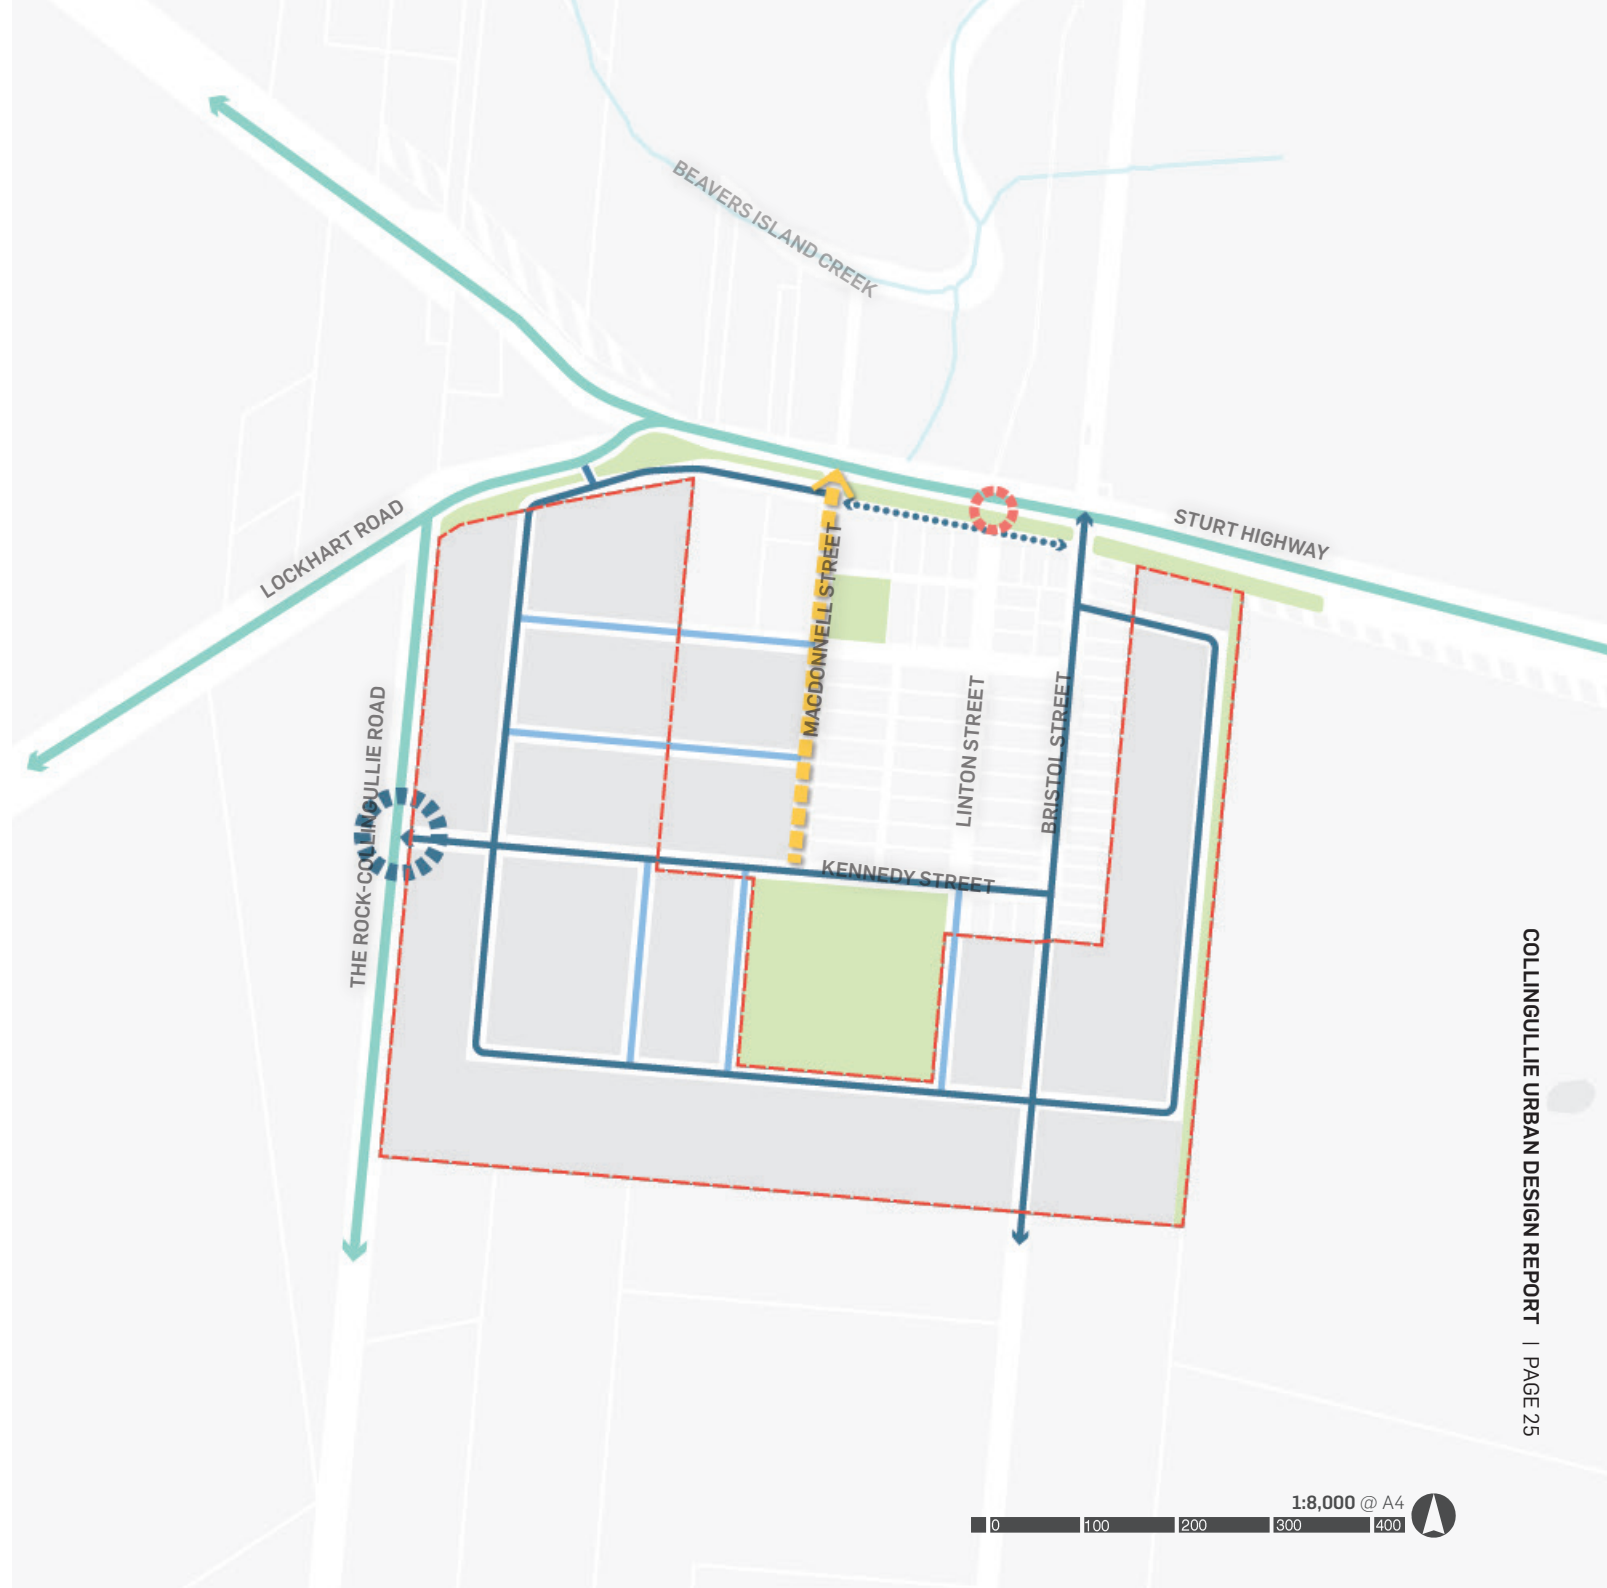 BEAVERS ISLAND CREEK
LOCKHART ROAD
STURT HIGHWAY
MACDONNELL STREET
LINTON STREET
BRISTOL STREET
THE ROCK-COLLINGULLIE ROAD
KENNEDY STREET
COLLINGULLIE URBAN DESIGN REPORT | PAGE 25
1:8,000 @ A4
0 100 200 300 400